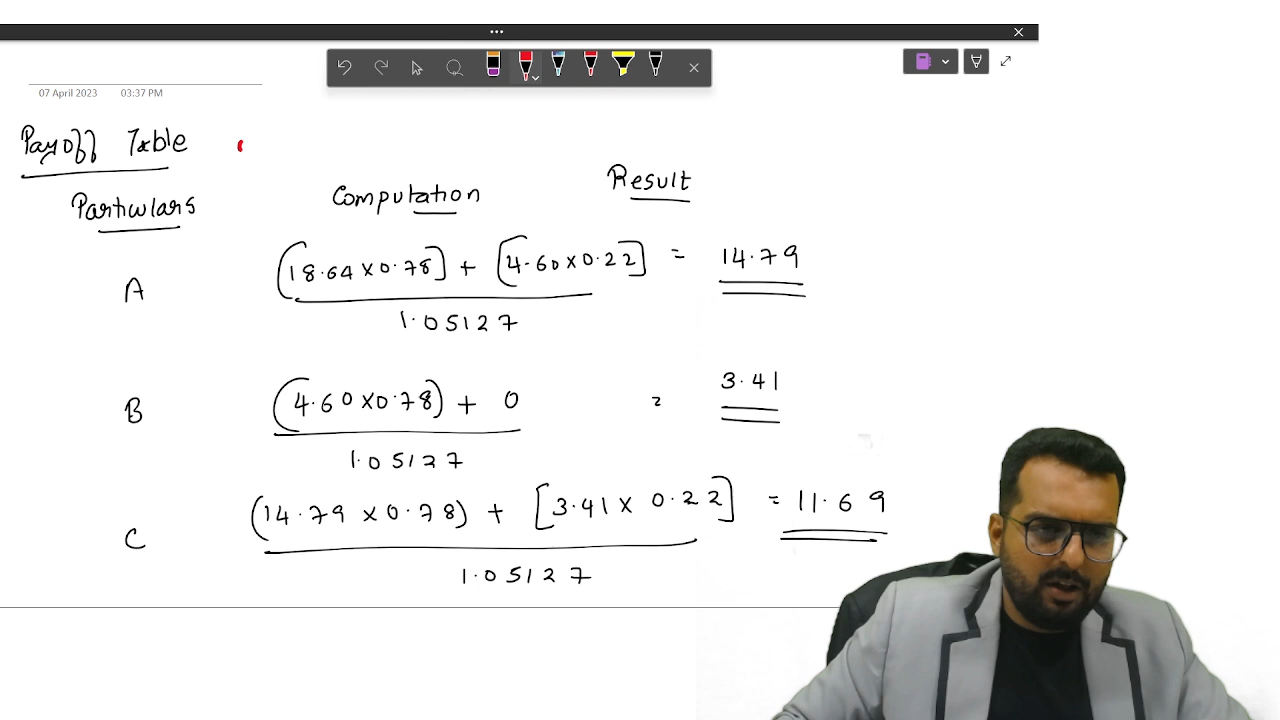 07 April 2023 03:37 PM
Payoff Table
Particulars Computation Result
A (18.64 x 0.78] + [4.60 x 0.22] = 14.79
1.05127
B (4.60 x 0.78) + 0 = 3.41
1.05127
C (14.79 x 0.78) + [3.41 x 0.22] = 11.69
1.05127